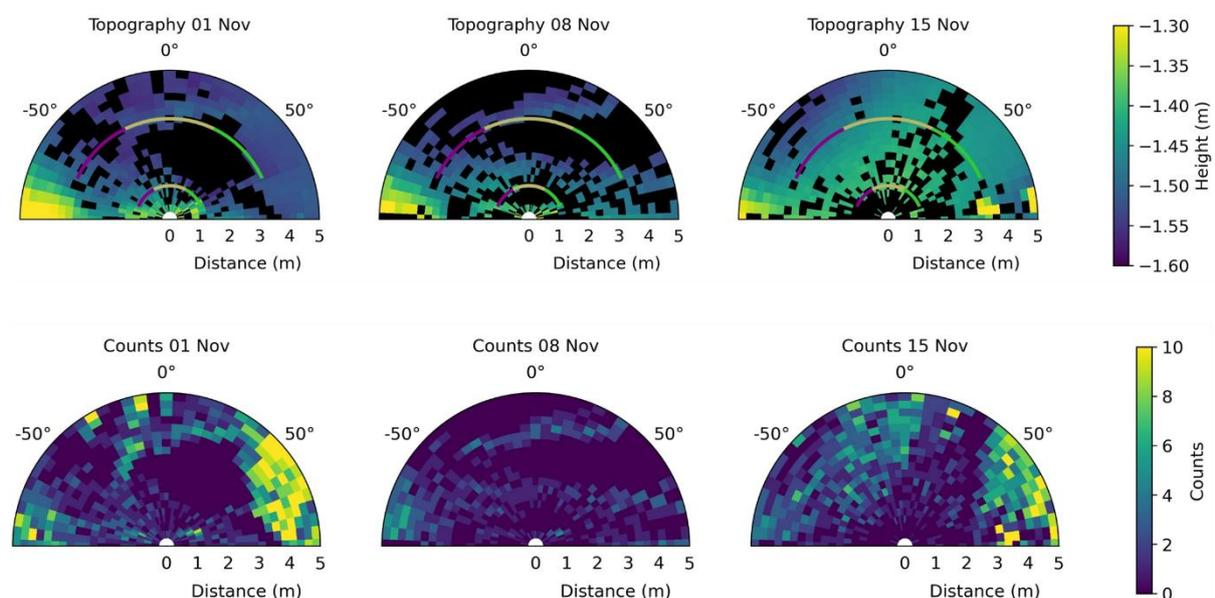 Topography 01 Nov
0°
-50°
50°
0 1 2 3 4 5
Distance (m)
Topography 08 Nov
0°
-50°
50°
0 1 2 3 4 5
Distance (m)
Topography 15 Nov
0°
-50°
50°
0 1 2 3 4 5
Distance (m)
−1.30
−1.35
−1.40
−1.45
−1.50
−1.55
−1.60
Height (m)
Counts 01 Nov
0°
-50°
50°
0 1 2 3 4 5
Distance (m)
Counts 08 Nov
0°
-50°
50°
0 1 2 3 4 5
Distance (m)
Counts 15 Nov
0°
-50°
50°
0 1 2 3 4 5
Distance (m)
10
8
6
4
2
0
Counts